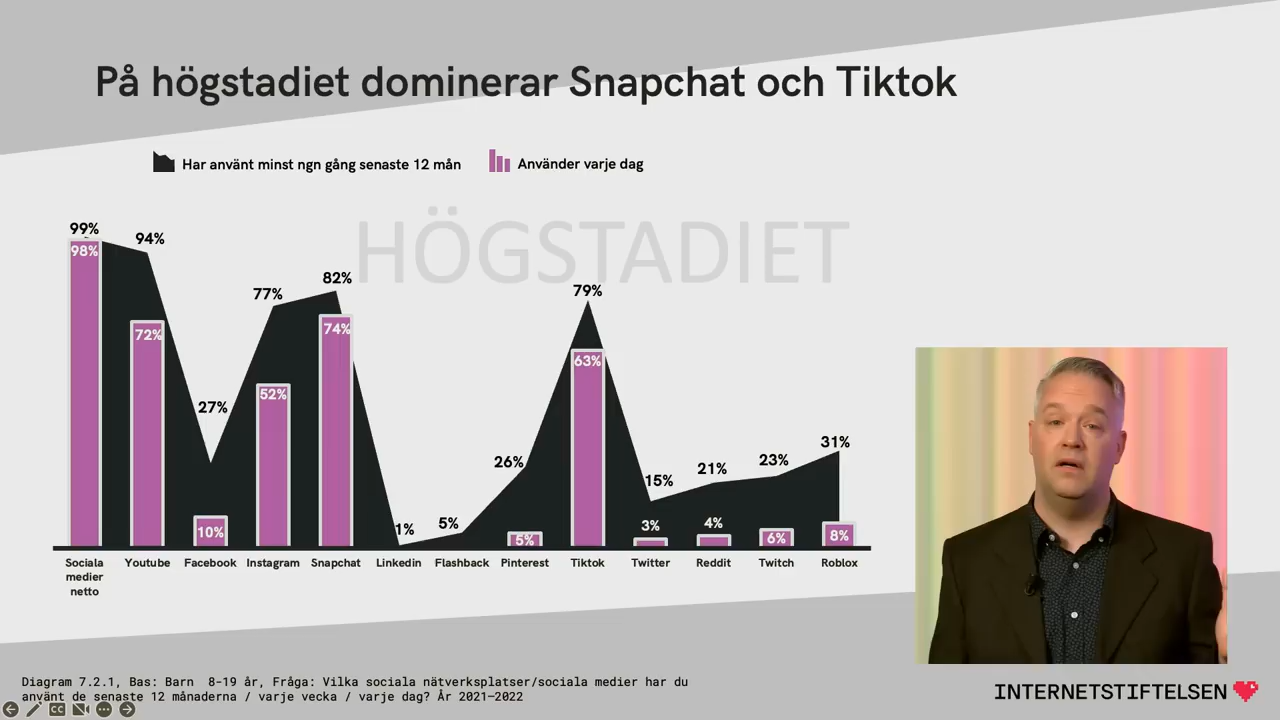 På högstadiet dominerar Snapchat och Tiktok
Har använt minst ngn gång senaste 12 mån
Använder varje dag
HÖGSTADIET
99%
98%
94%
72%
27%
10%
77%
52%
82%
74%
1%
5%
26%
5%
79%
63%
15%
3%
21%
4%
23%
6%
31%
8%
Sociala
medier
netto
Youtube
Facebook
Instagram
Snapchat
Linkedin
Flashback
Pinterest
Tiktok
Twitter
Reddit
Twitch
Roblox
Diagram 7.2.1, Bas: Barn 8-19 år, Fråga: Vilka sociala nätverksplatser/sociala medier har du
använt de senaste 12 månaderna / varje vecka / varje dag? År 2021–2022
CC
INTERNETSTIFTELSEN